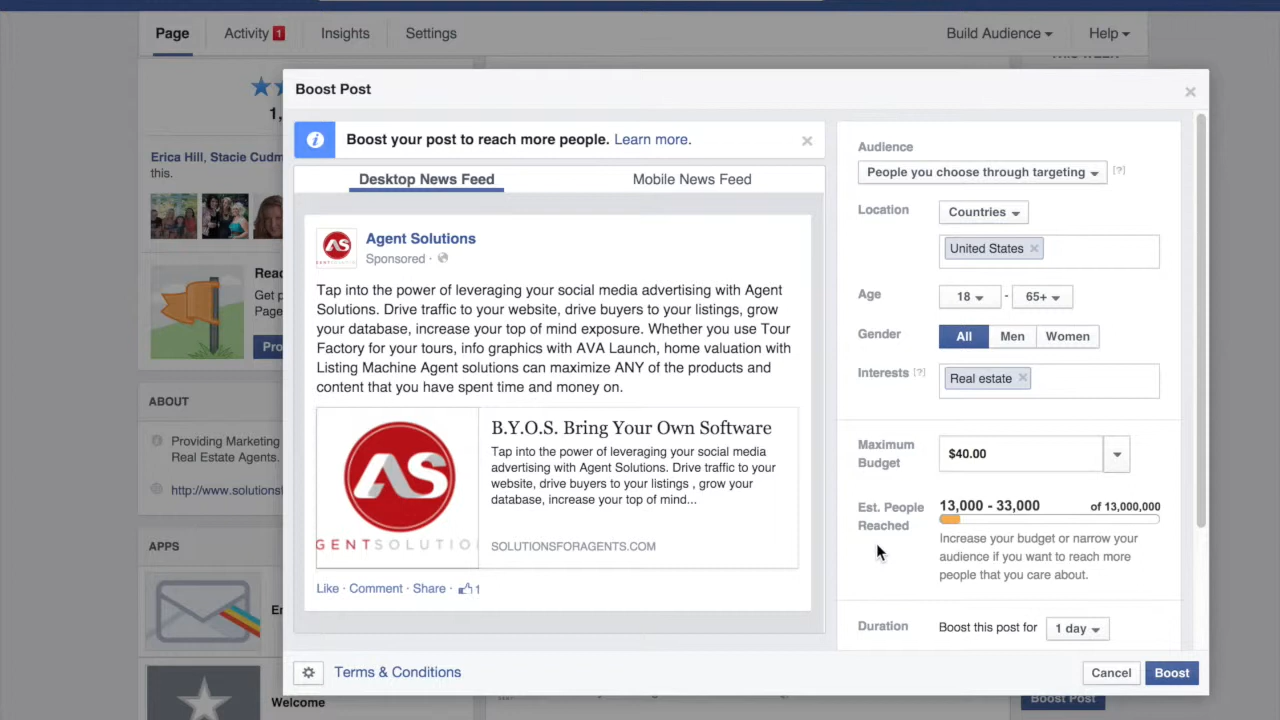 Page
Activity 1
Insights
Settings
Build Audience
Help
1,
Erica Hill, Stacie Cudm
this.
Get p
Page
Pro
ABOUT
Providing Marketing
Real Estate Agents.
http://www.solutionsf
APPS
Welcome
Boost Post
Boost your post to reach more people. Learn more.
Desktop News Feed
Mobile News Feed
AS
Agent Solutions
Sponsored ·
Tap into the power of leveraging your social media advertising with Agent
Solutions. Drive traffic to your website, drive buyers to your listings, grow
your database, increase your top of mind exposure. Whether you use Tour
Factory for your tours, info graphics with AVA Launch, home valuation with
Listing Machine Agent solutions can maximize ANY of the products and
content that you have spent time and money on.
AS
GENTSOLUTIO
B.Y.O.S. Bring Your Own Software
Tap into the power of leveraging your social media
advertising with Agent Solutions. Drive traffic to your
website, drive buyers to your listings , grow your
database, increase your top of mind...
SOLUTIONSFORAGENTS.COM
Like · Comment · Share · 1
Audience
People you choose through targeting [?]
Location
Countries
United States
Age
18 - 65+
Gender
All Men Women
Interests [?]
Real estate
Maximum
Budget
$40.00
Est. People
Reached
13,000 - 33,000 of 13,000,000
Increase your budget or narrow your
audience if you want to reach more
people that you care about.
Duration
Boost this post for 1 day
Terms & Conditions
Cancel
Boost
Boost Post